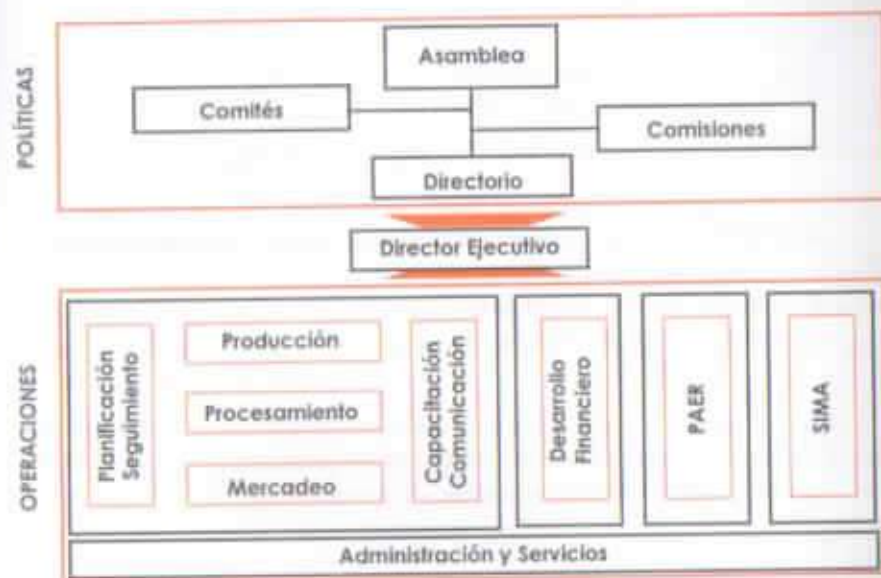 POLÍTICAS
Asamblea
Comités
Comisiones
Directorio
Director Ejecutivo
OPERACIONES
Planificación
Seguimiento
Producción
Procesamiento
Mercadeo
Capacitación
Comunicación
Desarrollo
Financiero
PAER
SIMA
Administración y Servicios